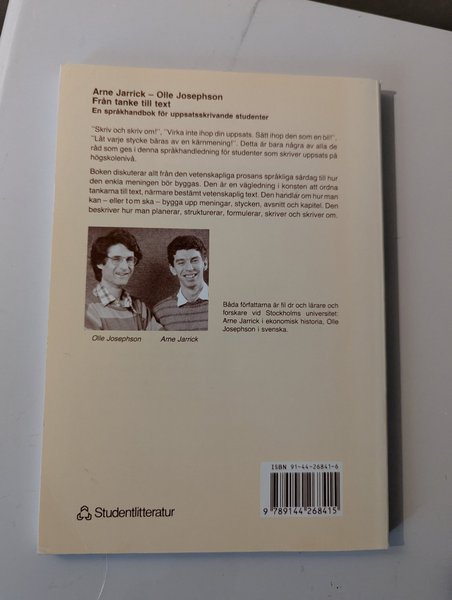 Arne Jarrick – Olle Josephson
Från tanke till text
En språkhandbok för uppsatsskrivande studenter
"Skriv och skriv om!", "Virka inte ihop din uppsats. Sätt ihop den som en bil!",
"Låt varje stycke bäras av en kärnmening!". Detta är bara några av alla de
råd som ges i denna språkhandledning för studenter som skriver uppsats på
högskolenivå.
Boken diskuterar allt från den vetenskapliga prosans språkliga särdag till hur
den enkla meningen bör byggas. Den är en vägledning i konsten att ordna
tankarna till text, närmare bestämt vetenskaplig text. Den handlar om hur man
kan – eller t o m ska – bygga upp meningar, stycken, avsnitt och kapitel. Den
beskriver hur man planerar, strukturerar, formulerar, skriver och skriver om.
Båda författarna är fil dr och lärare och
forskare vid Stockholms universitet:
Arne Jarrick i ekonomisk historia, Olle
Josephson i svenska.
Olle Josephson Arne Jarrick
ISBN 91-44-26841-6
9 789144 268415
Studentlitteratur